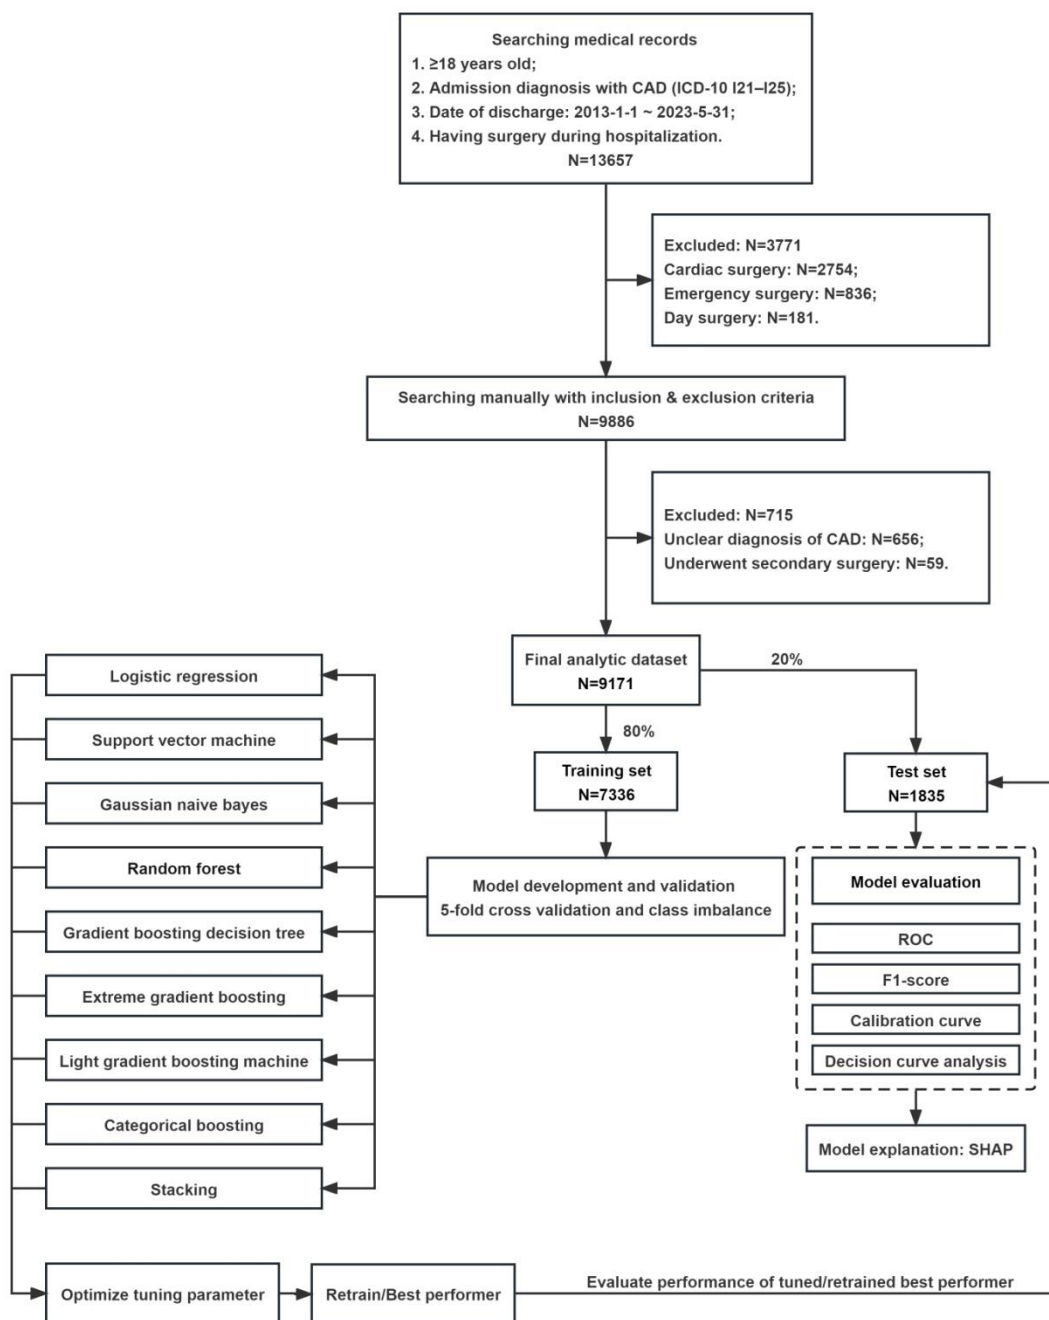 Searching medical records
1. ≥18 years old;
2. Admission diagnosis with CAD (ICD-10 I21–I25);
3. Date of discharge: 2013-1-1 ~ 2023-5-31;
4. Having surgery during hospitalization.
N=13657
Excluded: N=3771
Cardiac surgery: N=2754;
Emergency surgery: N=836;
Day surgery: N=181.
Searching manually with inclusion & exclusion criteria
N=9886
Excluded: N=715
Unclear diagnosis of CAD: N=656;
Underwent secondary surgery: N=59.
Final analytic dataset
N=9171
20%
80%
Training set
N=7336
Test set
N=1835
Model development and validation
5-fold cross validation and class imbalance
Logistic regression
Support vector machine
Gaussian naive bayes
Random forest
Gradient boosting decision tree
Extreme gradient boosting
Light gradient boosting machine
Categorical boosting
Stacking
Model evaluation
ROC
F1-score
Calibration curve
Decision curve analysis
Model explanation: SHAP
Optimize tuning parameter
Retrain/Best performer
Evaluate performance of tuned/retrained best performer